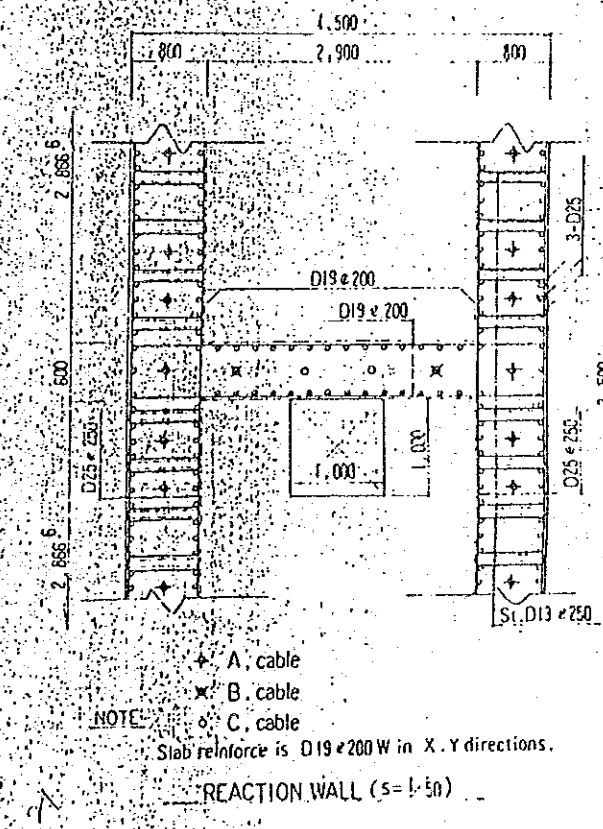 4.500
800
2,900
800
2 866⁶
600
2 866⁶
D25 @ 250
D19 @ 200
D19 @ 200
3-D25
D25 @ 250
1,000
1,000
St. D13 @ 250
A. cable
B. cable
NOTE
C. cable
Slab reinforce is D19 @ 200 W in X. Y directions.
REACTION WALL (S=1:50)